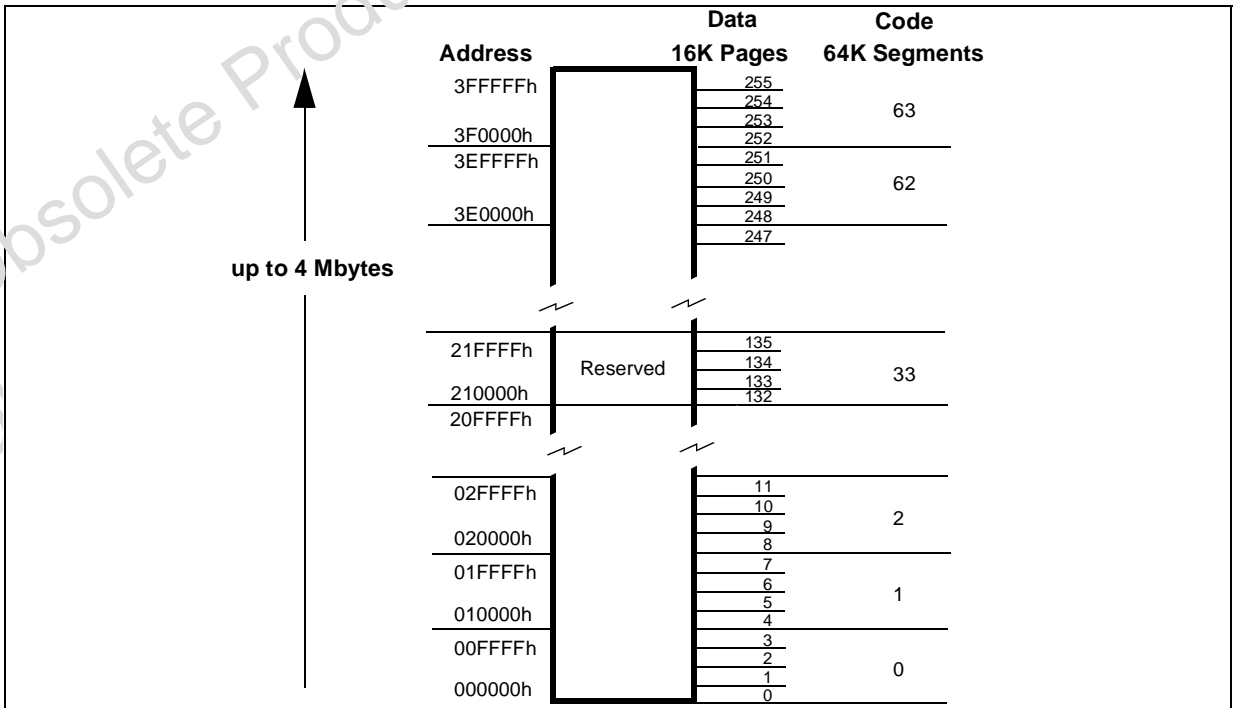 Data Code
Address 16K Pages 64K Segments
3FFFFFh 255
254
253
63
3F0000h 252
3EFFFFh 251
250
62
249
3E0000h 248
247
up to 4 Mbytes
21FFFFh 135
Reserved 134
33
133
210000h 132
20FFFFh
02FFFFh 11
10
2
9
020000h 8
01FFFFh 7
6
1
5
010000h 4
00FFFFh 3
2
0
1
000000h 0